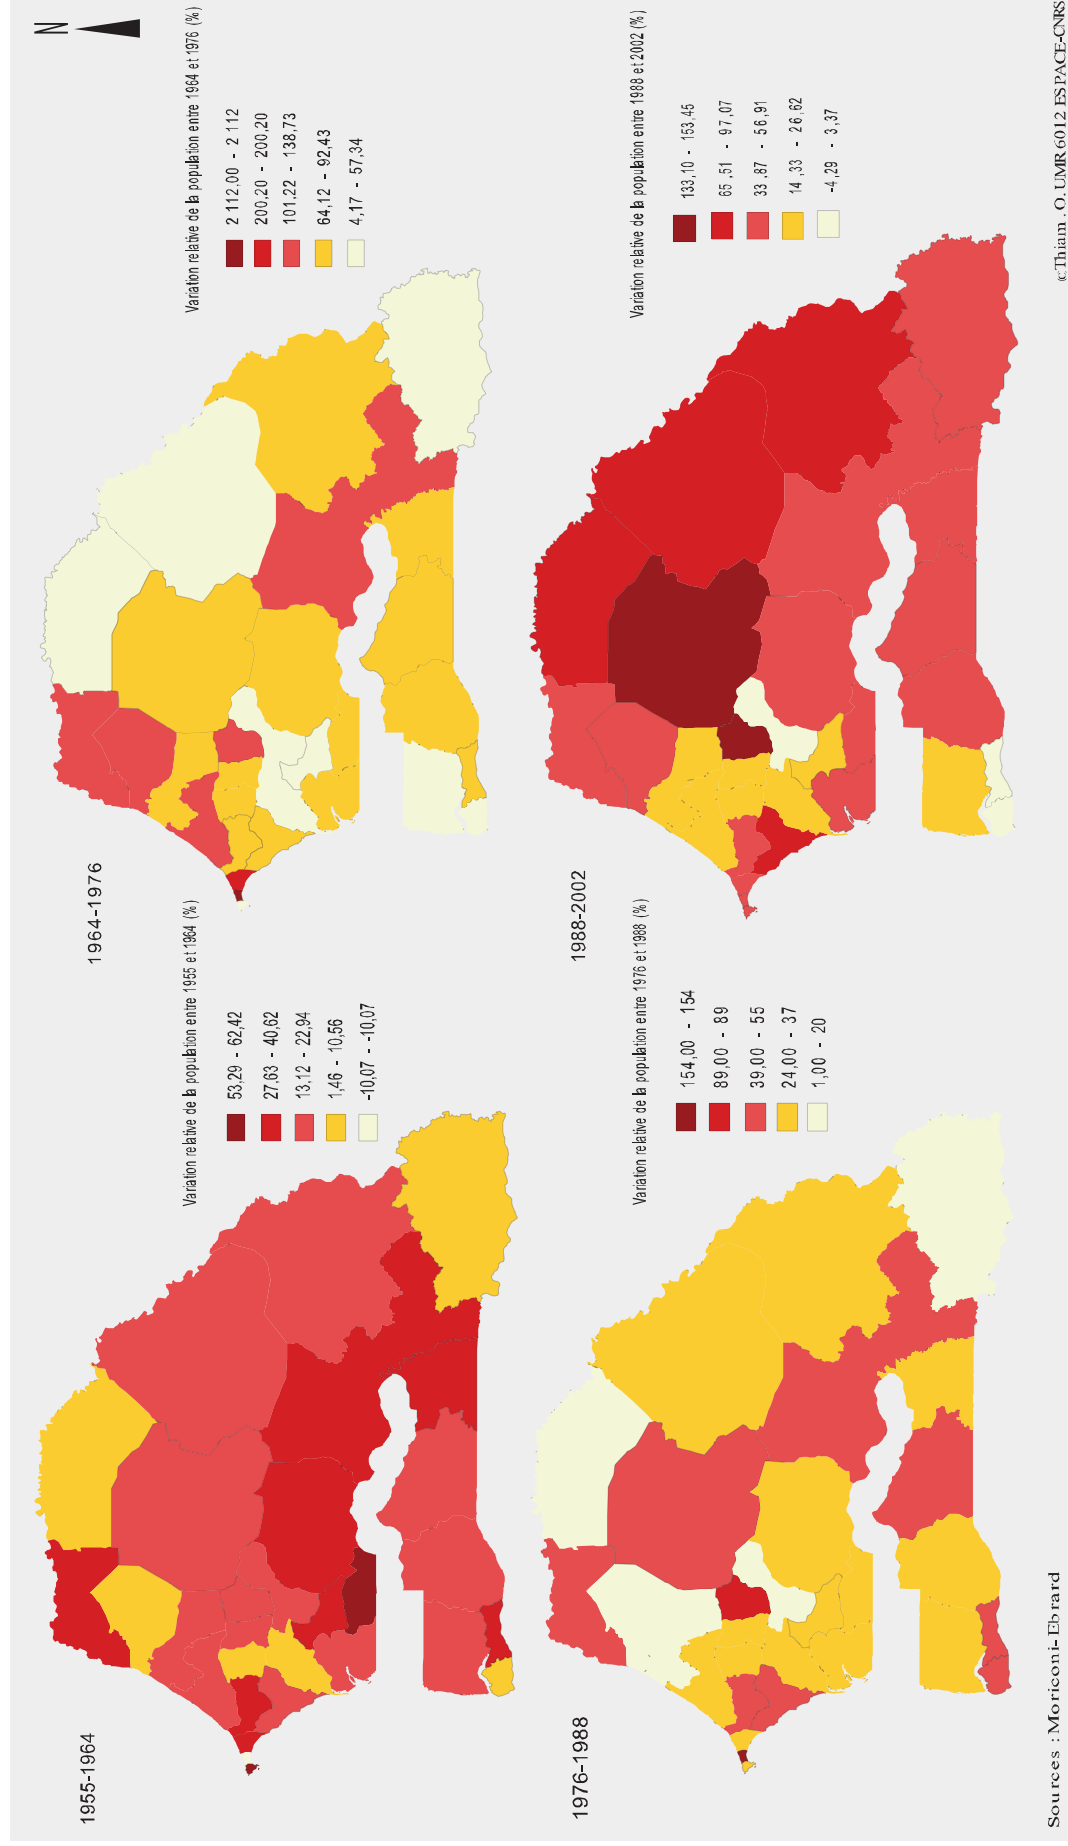 N
1955-1964
Variation relative de la population entre 1955 et 1964 (%)
53,29 - 62,42
27,63 - 40,62
13,12 - 22,94
1,46 - 10,56
-10,07 - -10,07
1964-1976
Variation relative de la population entre 1964 et 1976 (%)
2 112,00 - 2 112
200,20 - 200,20
101,22 - 138,73
64,12 - 92,43
4,17 - 57,34
1976-1988
Variation relative de la population entre 1976 et 1988 (%)
154,00 - 154
89,00 - 89
39,00 - 55
24,00 - 37
1,00 - 20
1988-2002
Variation relative de la population entre 1988 et 2002 (%)
133,10 - 153,45
65,51 - 97,07
33,87 - 56,91
14,33 - 26,62
-4,29 - 3,37
Sources : Moriconi-Ebrard
©Thiam. O. UMR 6012 ESPACE-CNRS